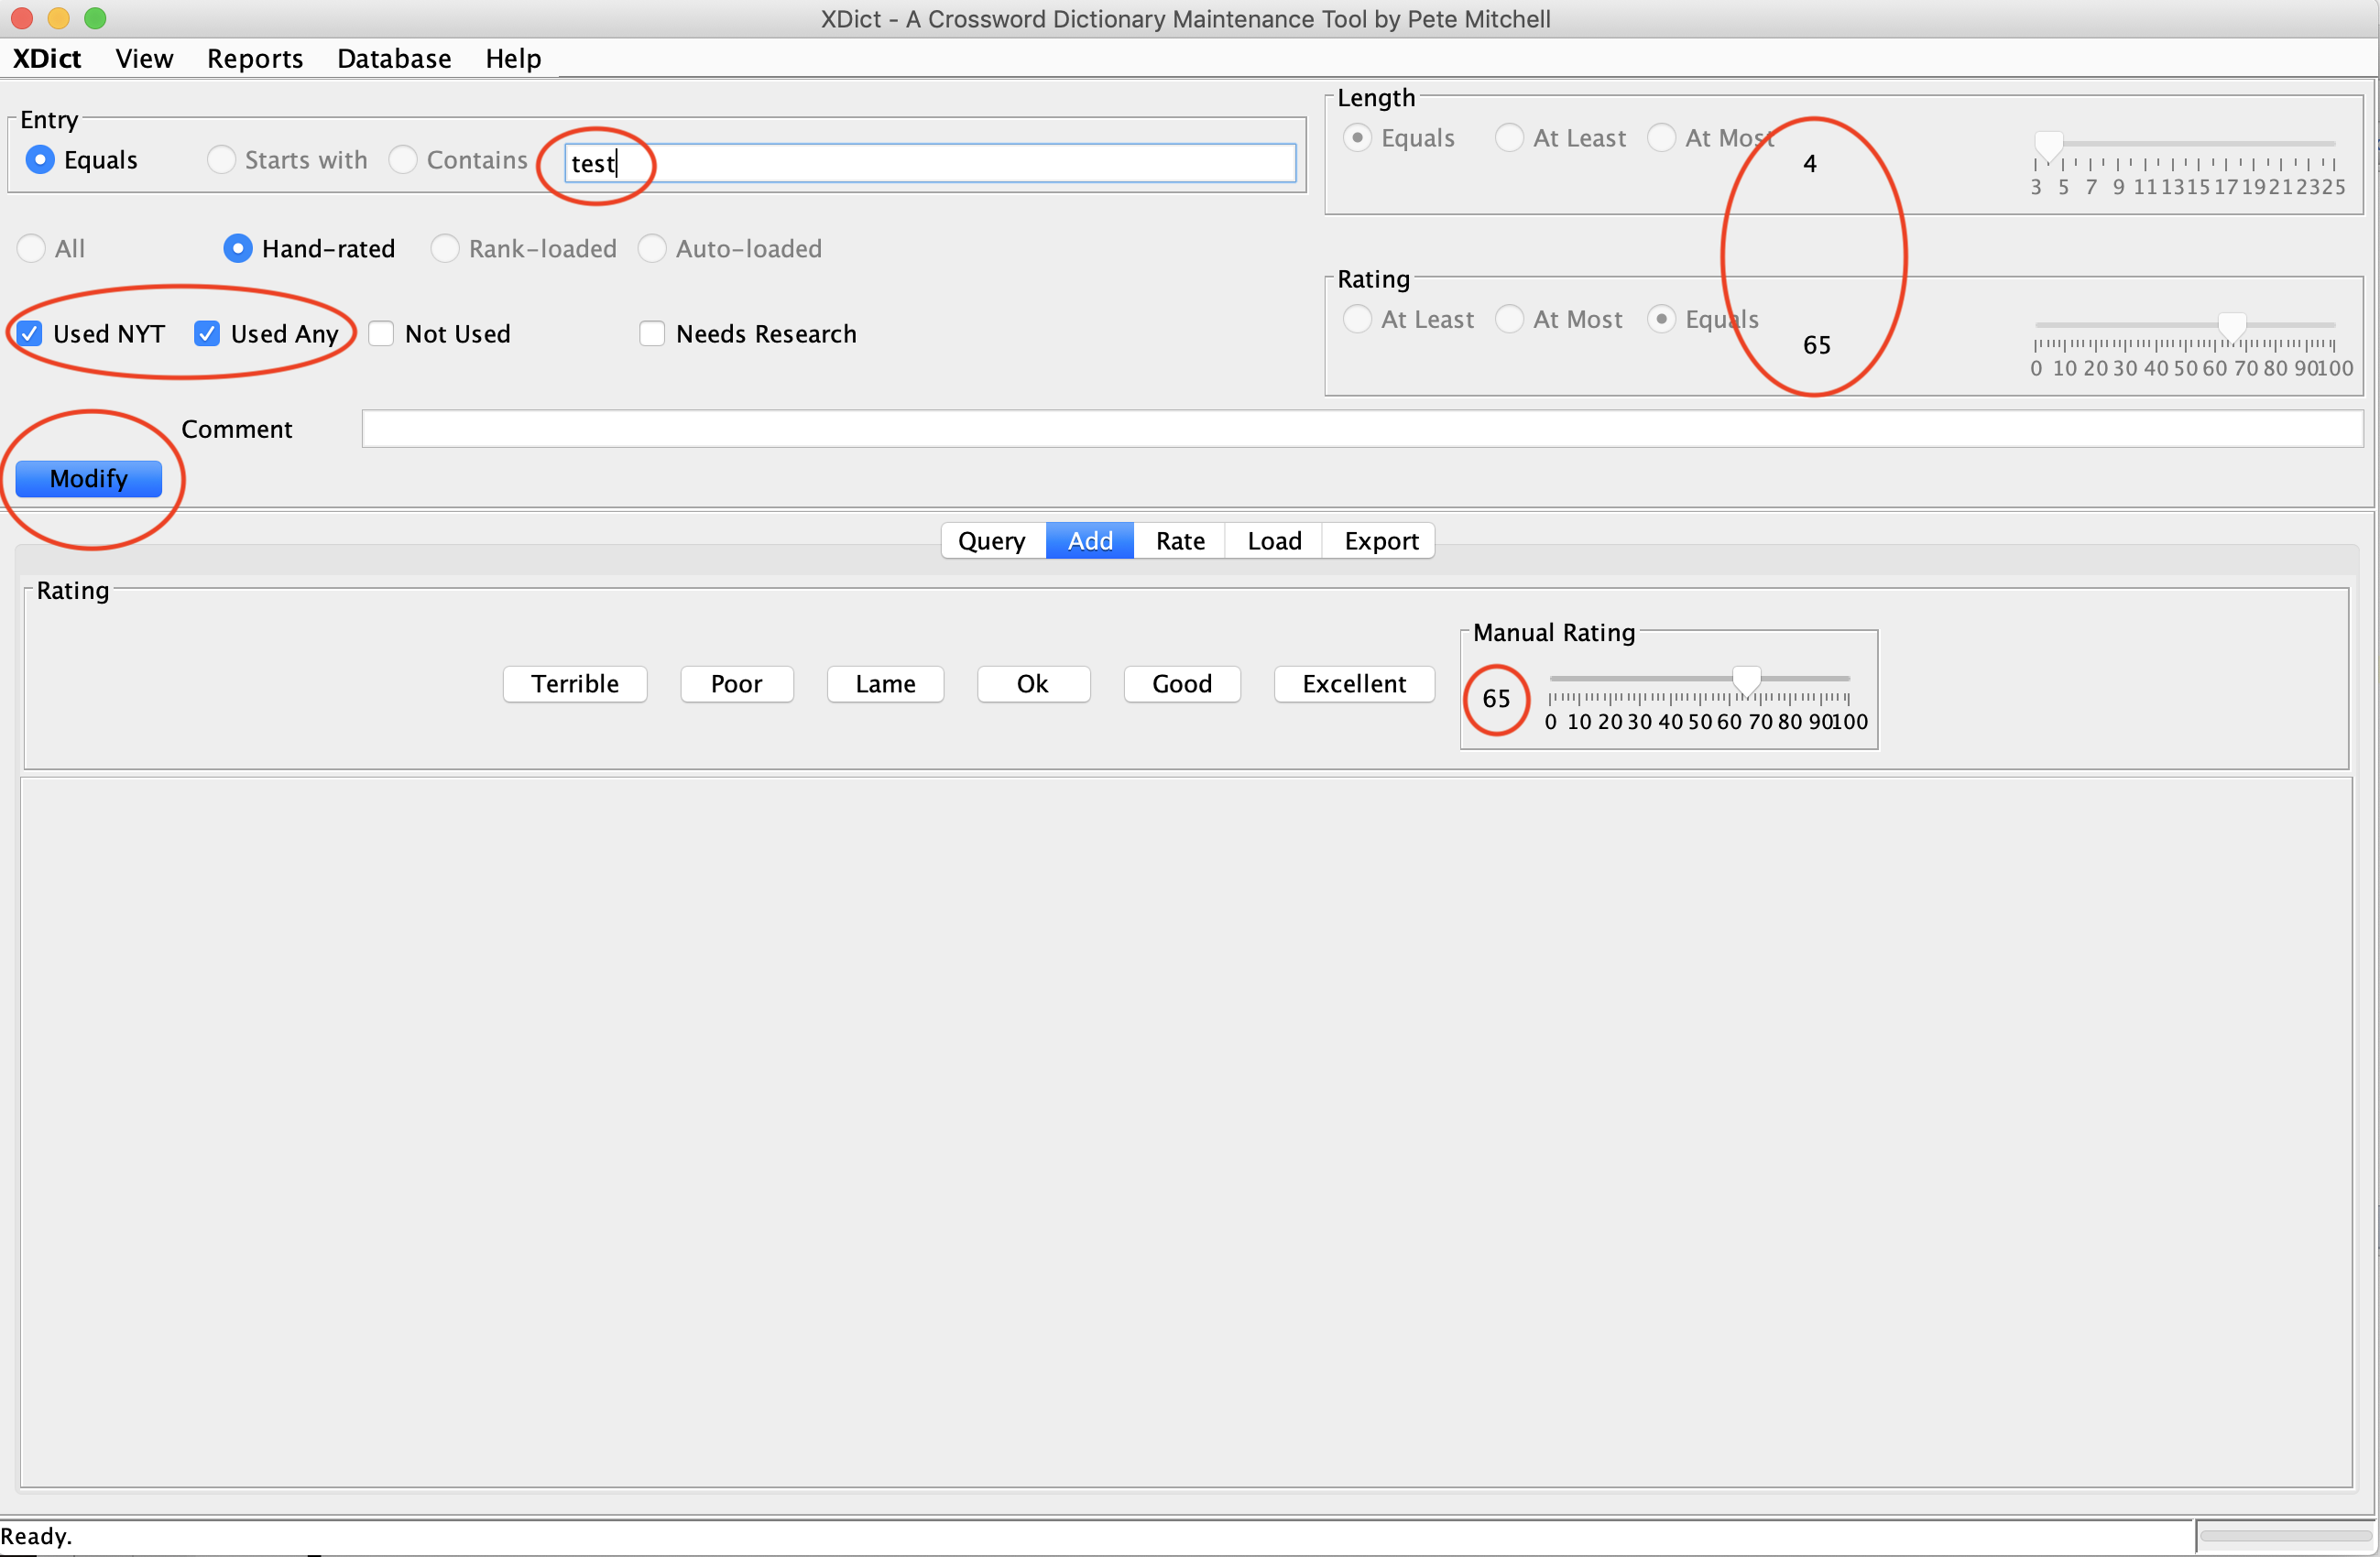 XDict - A Crossword Dictionary Maintenance Tool by Pete Mitchell
XDict View Reports Database Help
Entry
Equals Starts with Contains test
Length
Equals At Least At Most
4
3 5 7 9 11 13 15 17 19 21 23 25
All Hand-rated Rank-loaded Auto-loaded
Rating
At Least At Most Equals
65
0 10 20 30 40 50 60 70 80 90 100
Used NYT Used Any Not Used Needs Research
Comment
Modify
Query Add Rate Load Export
Rating
Terrible Poor Lame Ok Good Excellent
Manual Rating
65
0 10 20 30 40 50 60 70 80 90 100
Ready.